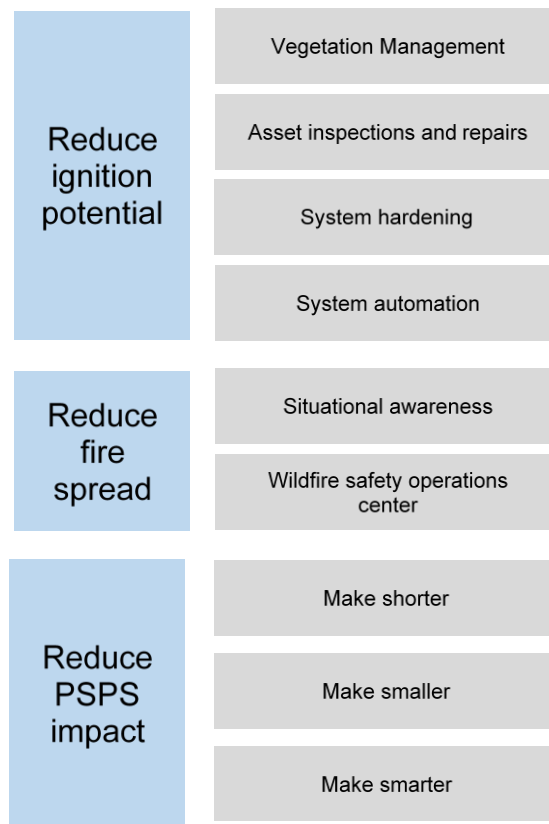 Reduce
ignition
potential
Vegetation Management
Asset inspections and repairs
System hardening
System automation
Reduce
fire
spread
Situational awareness
Wildfire safety operations
center
Reduce
PSPS
impact
Make shorter
Make smaller
Make smarter